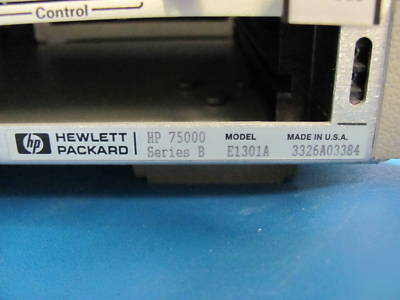 Control
hp HEWLETT PACKARD HP 75000 Series B MODEL E1301A MADE IN U.S.A. 3326A03384